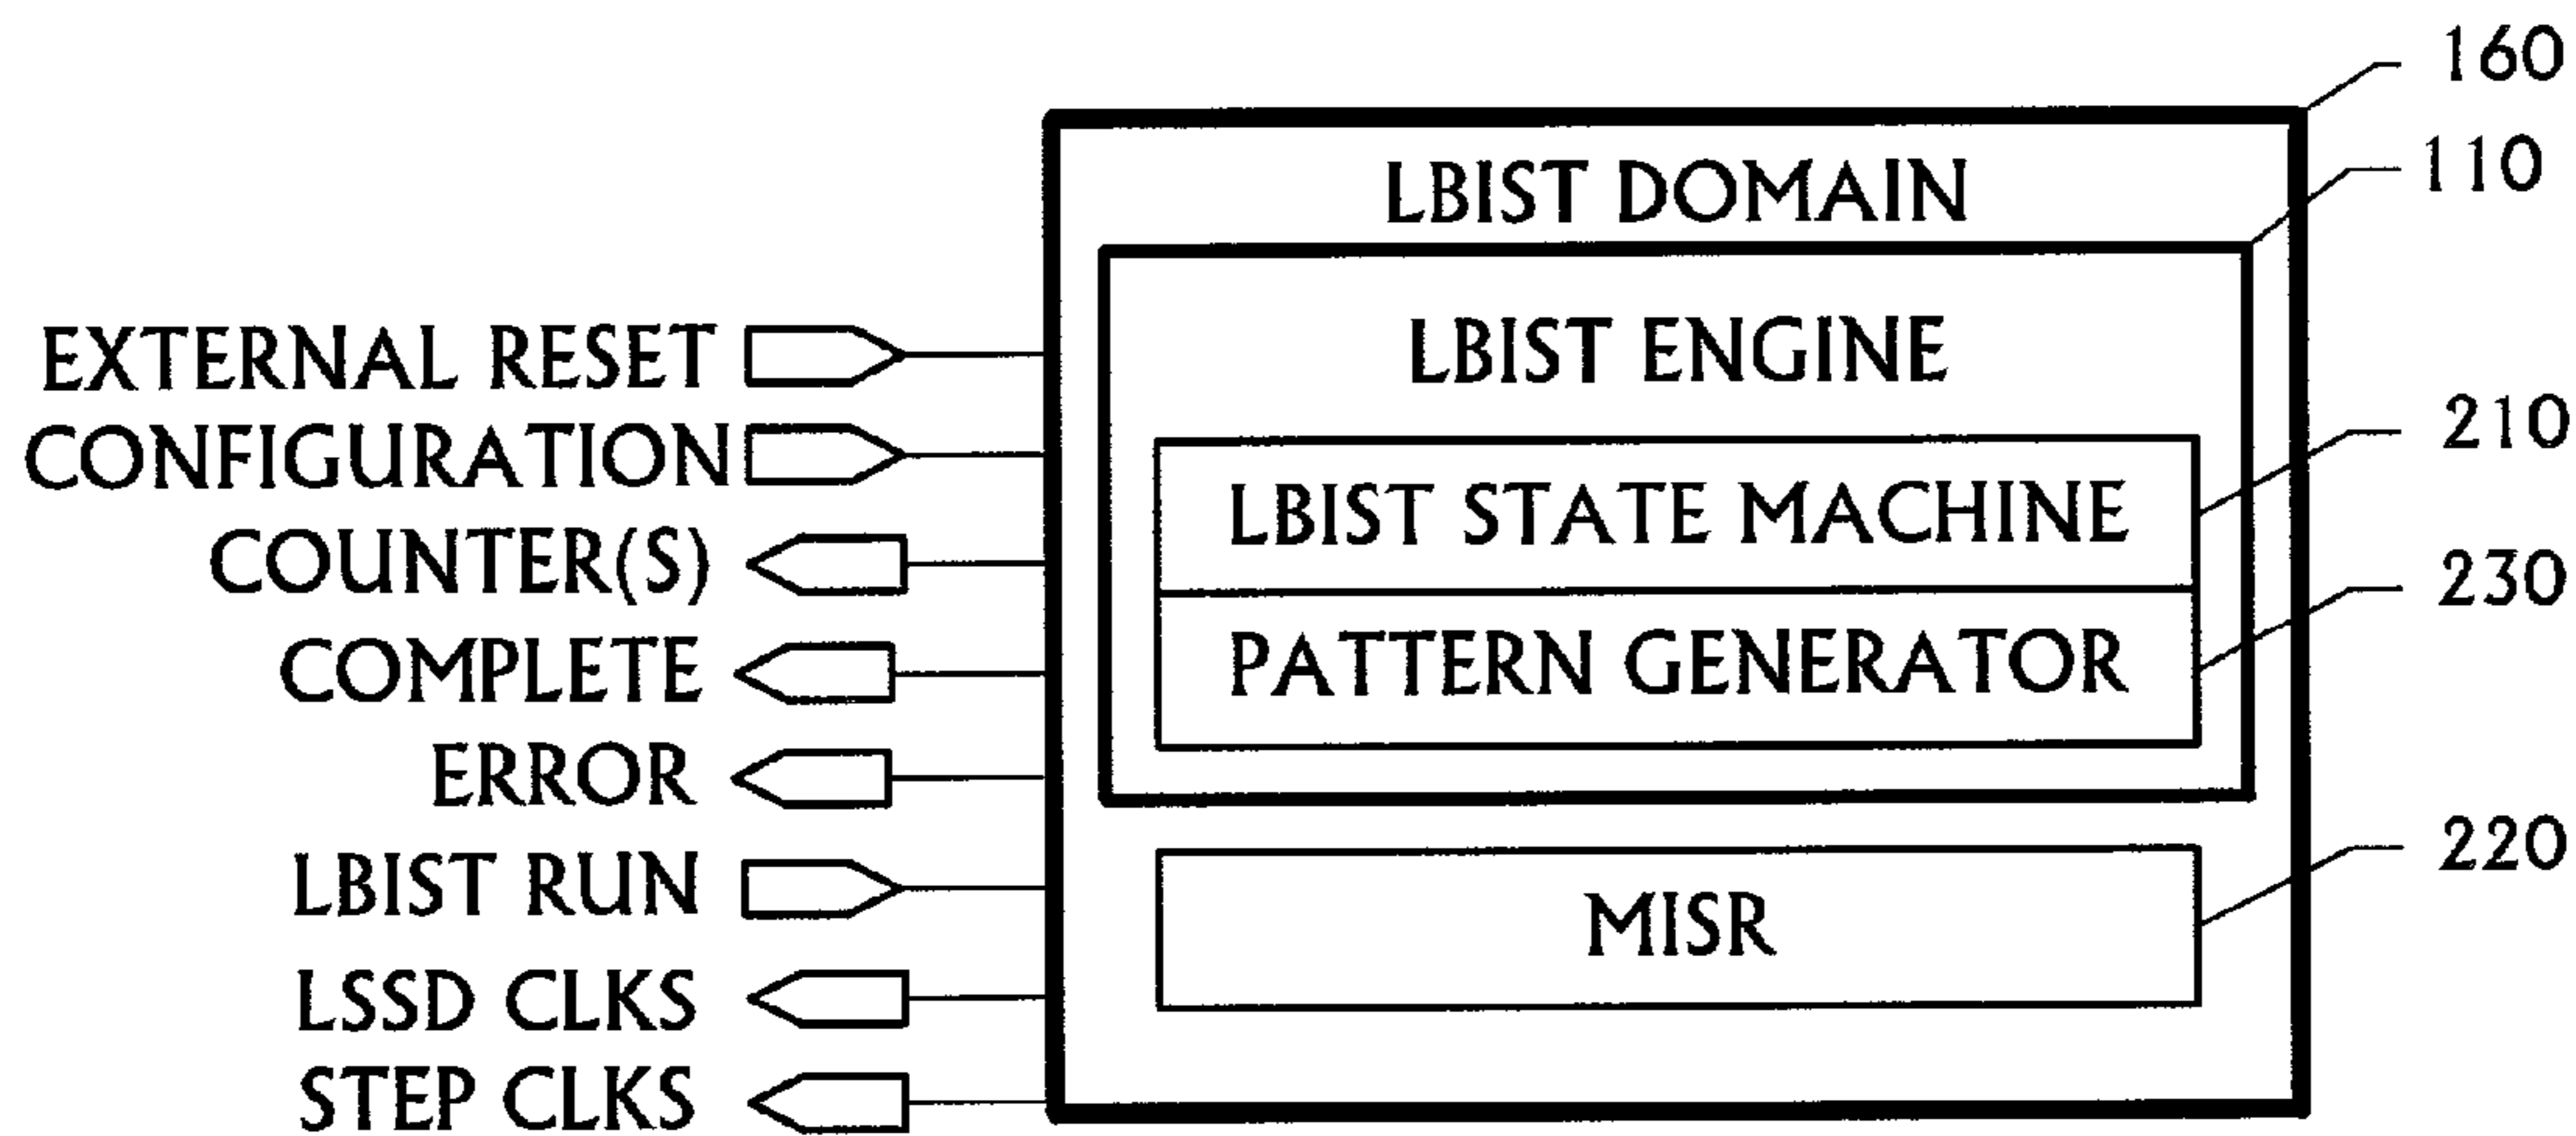 160
110
LBIST DOMAIN
EXTERNAL RESET
LBIST ENGINE
CONFIGURATION
210
LBIST STATE MACHINE
COUNTER(S)
230
COMPLETE
PATTERN GENERATOR
ERROR
220
LBIST RUN
MISR
LSSD CLKS
STEP CLKS